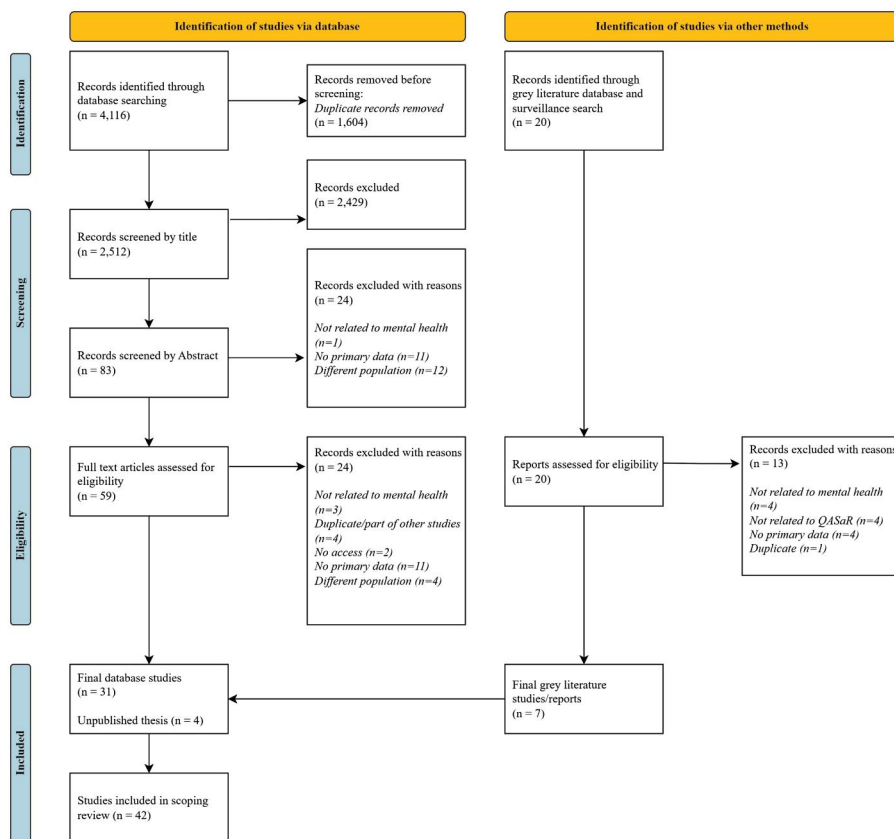 Identification of studies via database
Identification of studies via other methods
Identification
Records identified through
database searching
(n = 4,116)
Records removed before
screening:
Duplicate records removed
(n = 1,604)
Records identified through
grey literature database and
surveillance search
(n = 20)
Screening
Records excluded
(n = 2,429
Records screened by title
(n = 2,512)
Records excluded with reasons
(n = 24)
Not related to mental health
(n=1)
No primary data (n=11)
Different population (n=12)
Records screened by Abstract
(n = 83)
Eligibility
Full text articles assessed for
eligibility
(n = 59)
Records excluded with reasons
(n = 24)
Not related to mental health
(n=3)
Duplicate/part of other studies
(n=4)
No access (n=2)
No primary data (n=11)
Different population (n=4)
Reports assessed for eligibility
(n = 20)
Records excluded with reasons
(n = 13)
Not related to mental health
(n=4)
Not related to QASaR (n=4)
No primary data (n=4)
Duplicate (n=1)
Included
Final database studies
(n = 31)
Unpublished thesis (n = 4)
Final grey literature
studies/reports
(n = 7)
Studies included in scoping
review (n = 42)